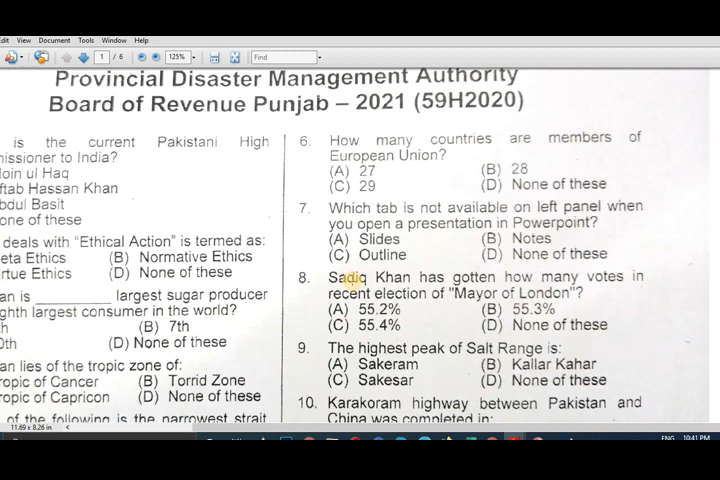 Edit View Document Tools Window Help
1 / 6 125% Find
Provincial Disaster Management Authority
Board of Revenue Punjab – 2021 (59H2020)
is the current Pakistani High
missioner to India?
Moin ul Haq
ftab Hassan Khan
bdul Basit
one of these
deals with "Ethical Action" is termed as:
eta Ethics (B) Normative Ethics
irtue Ethics (D) None of these
an is ________ largest sugar producer
ghth largest consumer in the world?
th (B) 7th
0th (D) None of these
an lies of the tropic zone of:
ropic of Cancer (B) Torrid Zone
ropic of Capricon (D) None of these
of the following is the narrowest strait
6. How many countries are members of
European Union?
(A) 27 (B) 28
(C) 29 (D) None of these
7. Which tab is not available on left panel when
you open a presentation in Powerpoint?
(A) Slides (B) Notes
(C) Outline (D) None of these
8. Sadiq Khan has gotten how many votes in
recent election of "Mayor of London"?
(A) 55.2% (B) 55.3%
(C) 55.4% (D) None of these
9. The highest peak of Salt Range is:
(A) Sakeram (B) Kallar Kahar
(C) Sakesar (D) None of these
10. Karakoram highway between Pakistan and
China was completed in:
11.69 x 8.26 in
ENG 10:41 PM